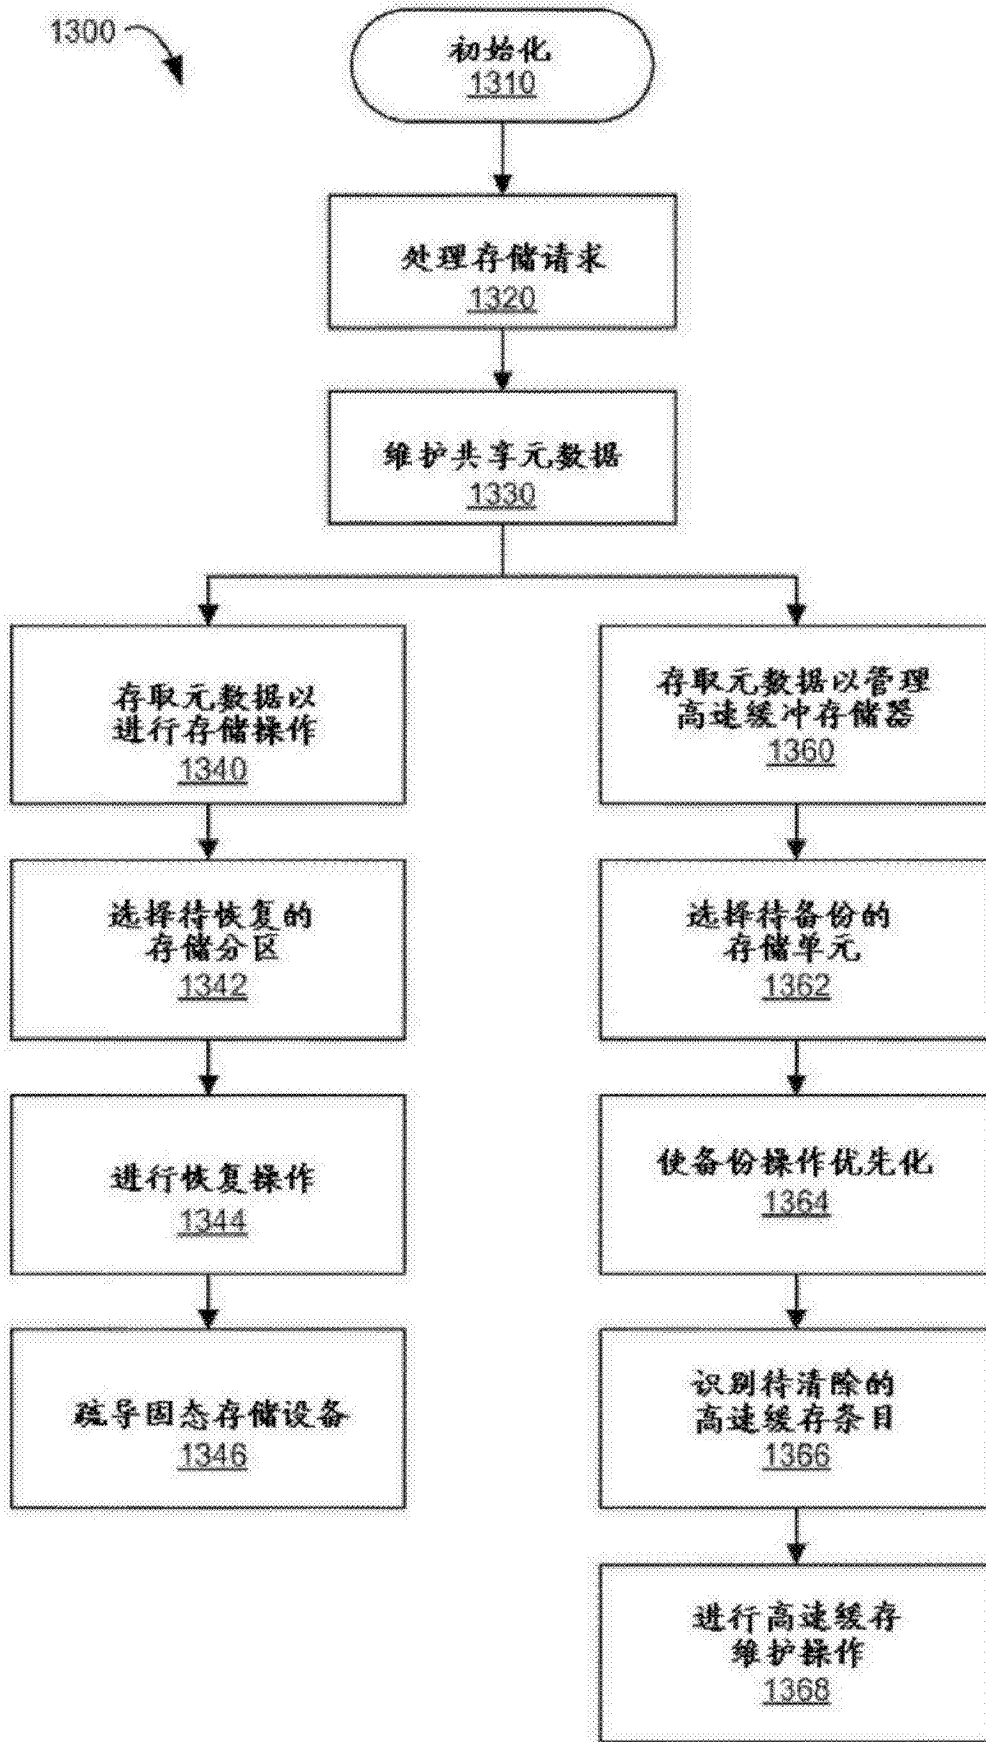 1300
初始化
1310
处理存储请求
1320
维护共享元数据
1330
存取元数据以
进行存储操作
1340
选择待恢复的
存储分区
1342
进行恢复操作
1344
疏导固态存储设备
1346
存取元数据以管理
高速缓冲存储器
1360
选择待备份的
存储单元
1362
使备份操作优先化
1364
识别待清除的
高速缓存条目
1366
进行高速缓存
维护操作
1368